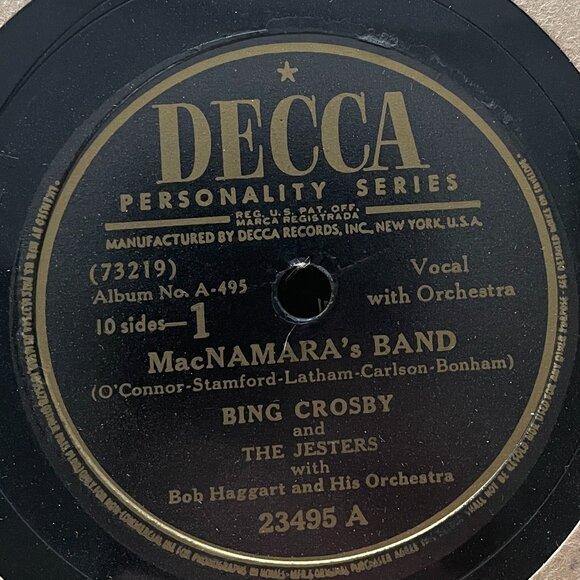 DECCA
PERSONALITY SERIES
REG. U.S. PAT. OFF.
MARCA REGISTRADA
MANUFACTURED BY DECCA RECORDS, INC., NEW YORK, U.S.A.
(73219)
Album No. A-495
10 sides—1
Vocal
with Orchestra
MacNAMARA's BAND
(O'Connor-Stamford-Latham-Carlson-Bonham)
BING CROSBY
and
THE JESTERS
with
Bob Haggart and His Orchestra
23495 A